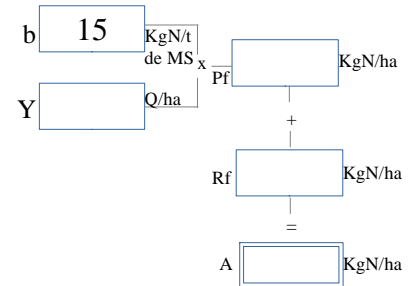 b 15 KgN/t
de MS x
Pf KgN/ha
Y Q/ha
+
Rf KgN/ha
=
A KgN/ha